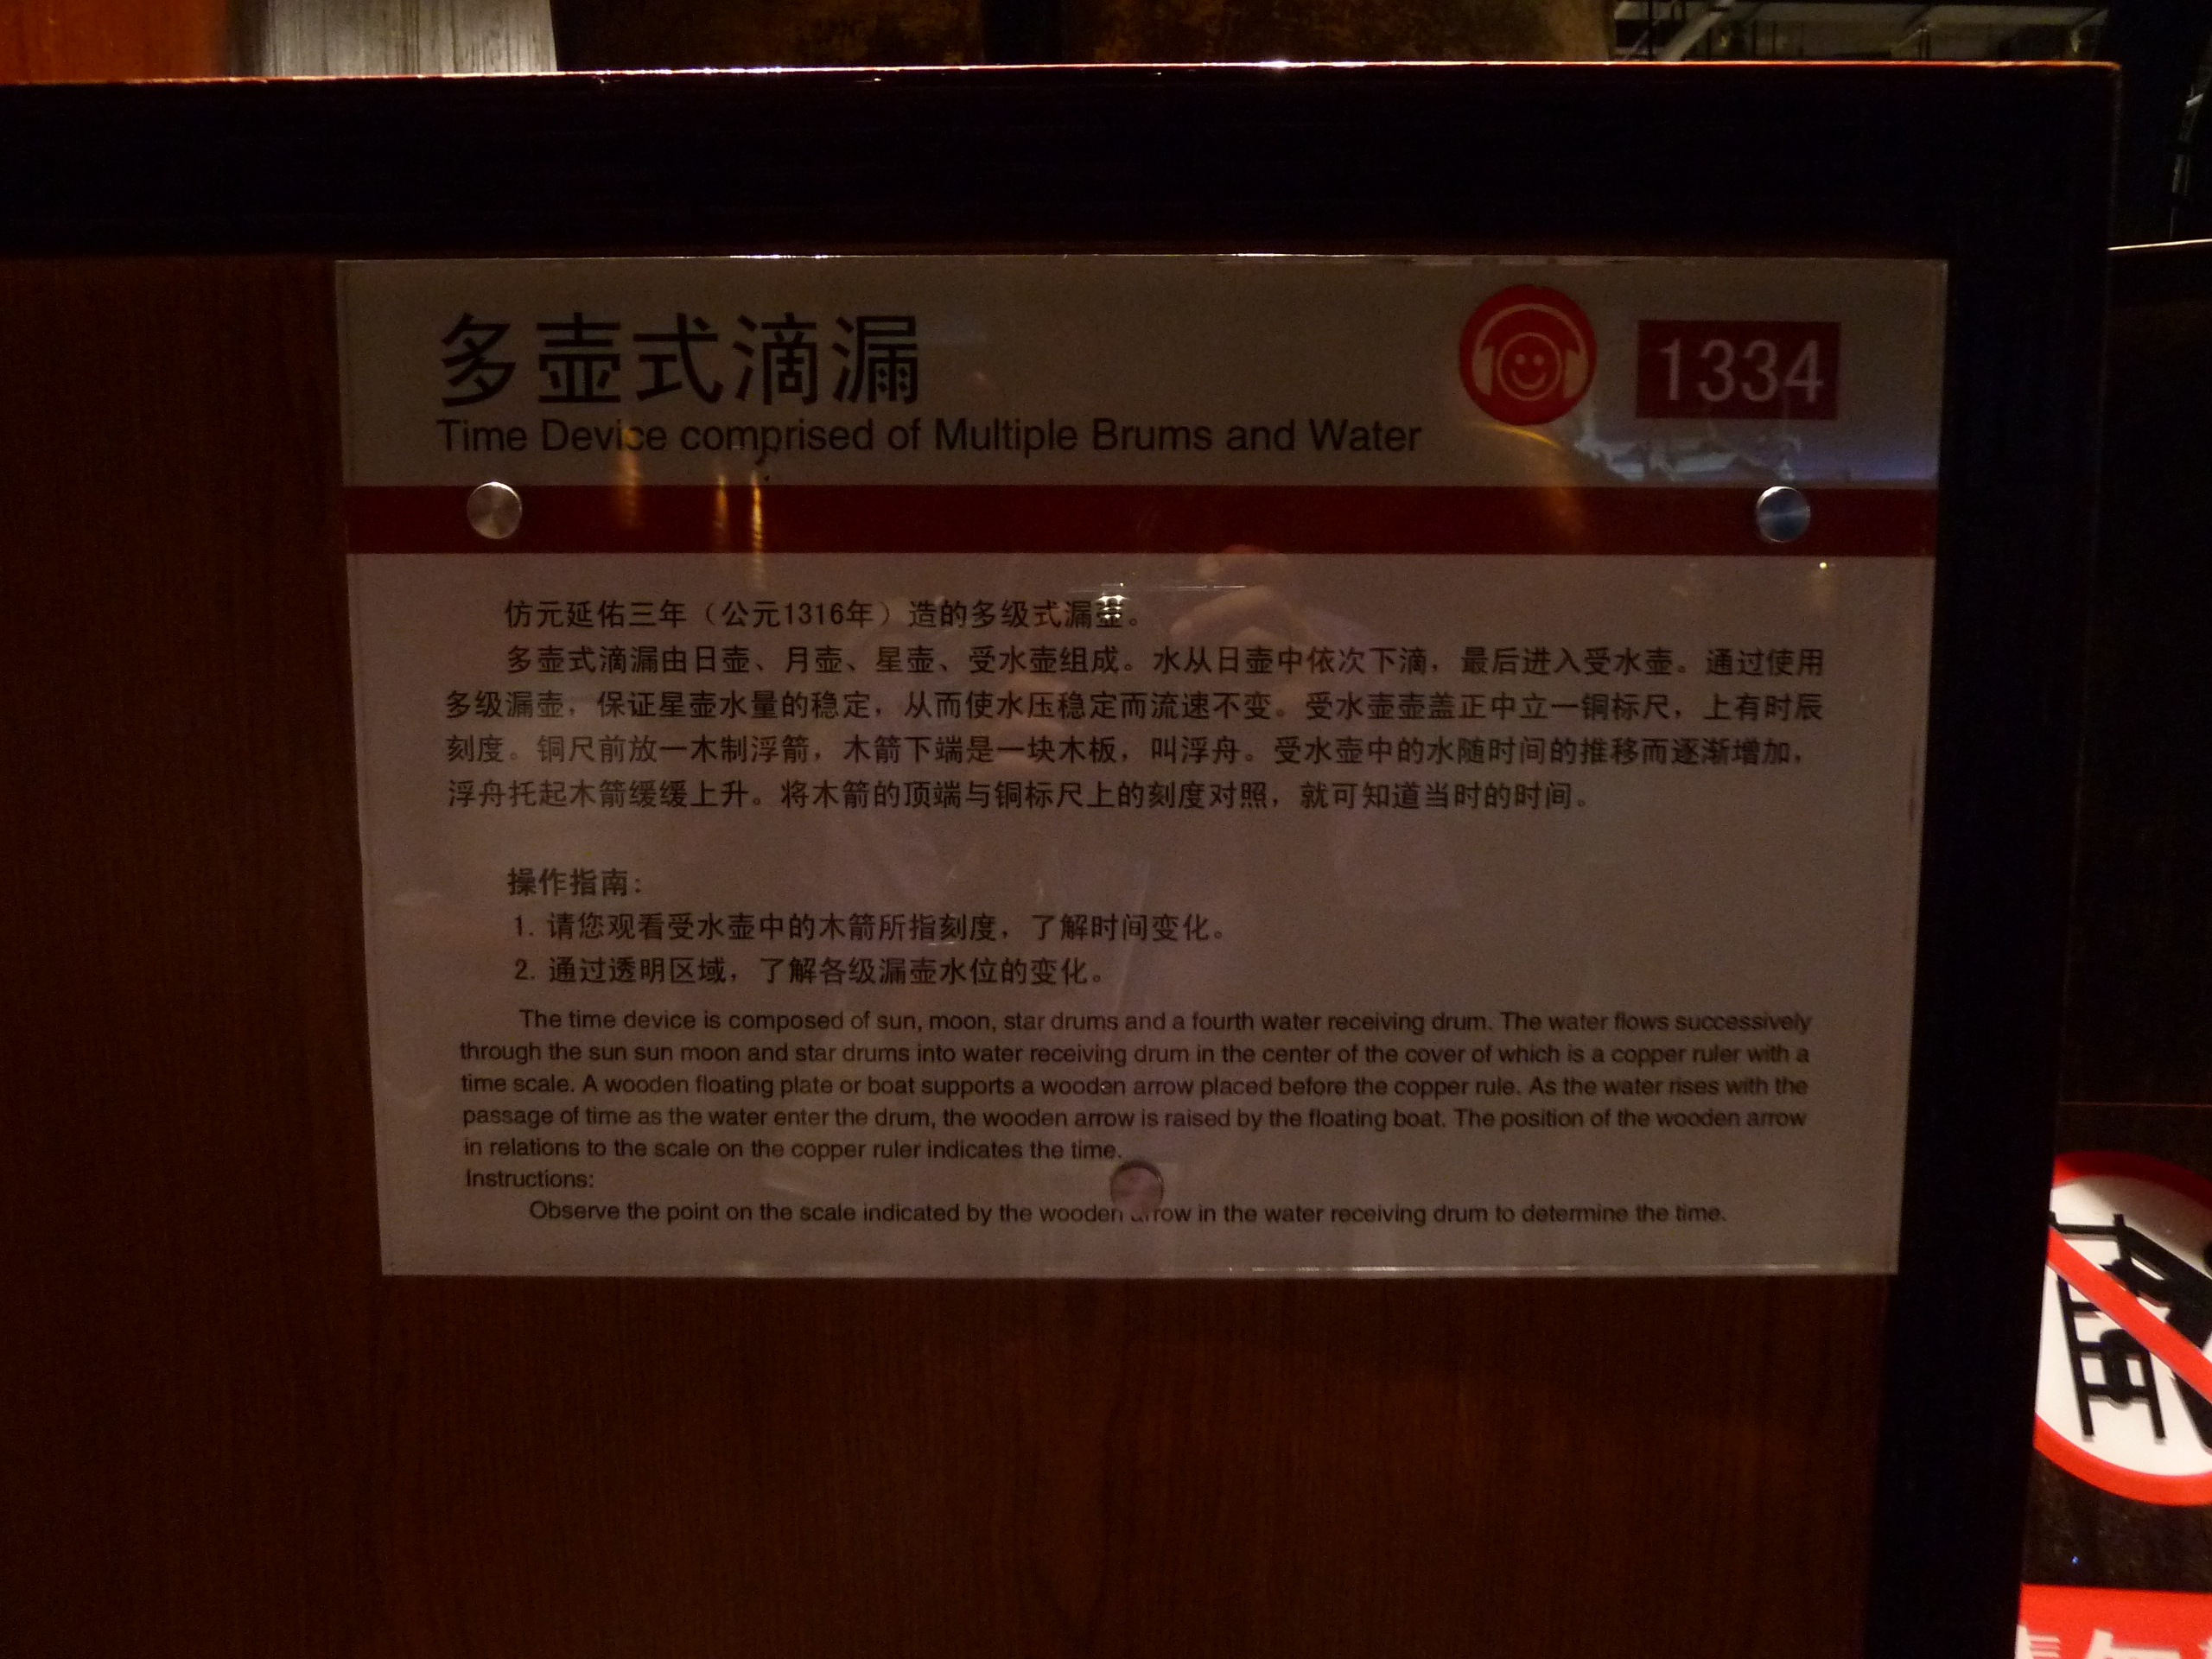 多壶式滴漏
1334
Time Device comprised of Multiple Brums and Water
仿元延佑三年（公元1316年）造的多级式漏壶。
多壶式滴漏由日壶、月壶、星壶、受水壶组成。水从日壶中依次下滴，最后进入受水壶。通过使用
多级漏壶，保证星壶水量的稳定，从而使水压稳定而流速不变。受水壶壶盖正中立一铜标尺，上有时辰
刻度。铜尺前放一木制浮箭，木箭下端是一块木板，叫浮舟。受水壶中的水随时间的推移而逐渐增加，
浮舟托起木箭缓缓上升。将木箭的顶端与铜标尺上的刻度对照，就可知道当时的时间。
操作指南：
1. 请您观看受水壶中的木箭所指刻度，了解时间变化。
2. 通过透明区域，了解各级漏壶水位的变化。
The time device is composed of sun, moon, star drums and a fourth water receiving drum. The water flows successively
through the sun sun moon and star drums into water receiving drum in the center of the cover of which is a copper ruler with a
time scale. A wooden floating plate or boat supports a wooden arrow placed before the copper rule. As the water rises with the
passage of time as the water enter the drum, the wooden arrow is raised by the floating boat. The position of the wooden arrow
in relations to the scale on the copper ruler indicates the time.
Instructions:
Observe the point on the scale indicated by the wooden arrow in the water receiving drum to determine the time.